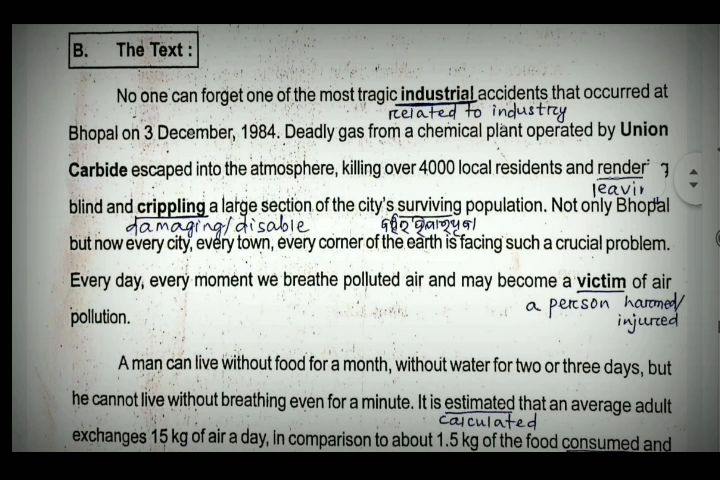 B. The Text :
No one can forget one of the most tragic industrial accidents that occurred at
related to industry
Bhopal on 3 December, 1984. Deadly gas from a chemical plant operated by Union
Carbide escaped into the atmosphere, killing over 4000 local residents and render
leavin
blind and crippling a large section of the city's surviving population. Not only Bhopal
damaging/disable
but now every city, every town, every corner of the earth is facing such a crucial problem.
Every day, every moment we breathe polluted air and may become a victim of air
a person harmed/
pollution.
injured
A man can live without food for a month, without water for two or three days, but
he cannot live without breathing even for a minute. It is estimated that an average adult
calculated
exchanges 15 kg of air a day, in comparison to about 1.5 kg of the food consumed and